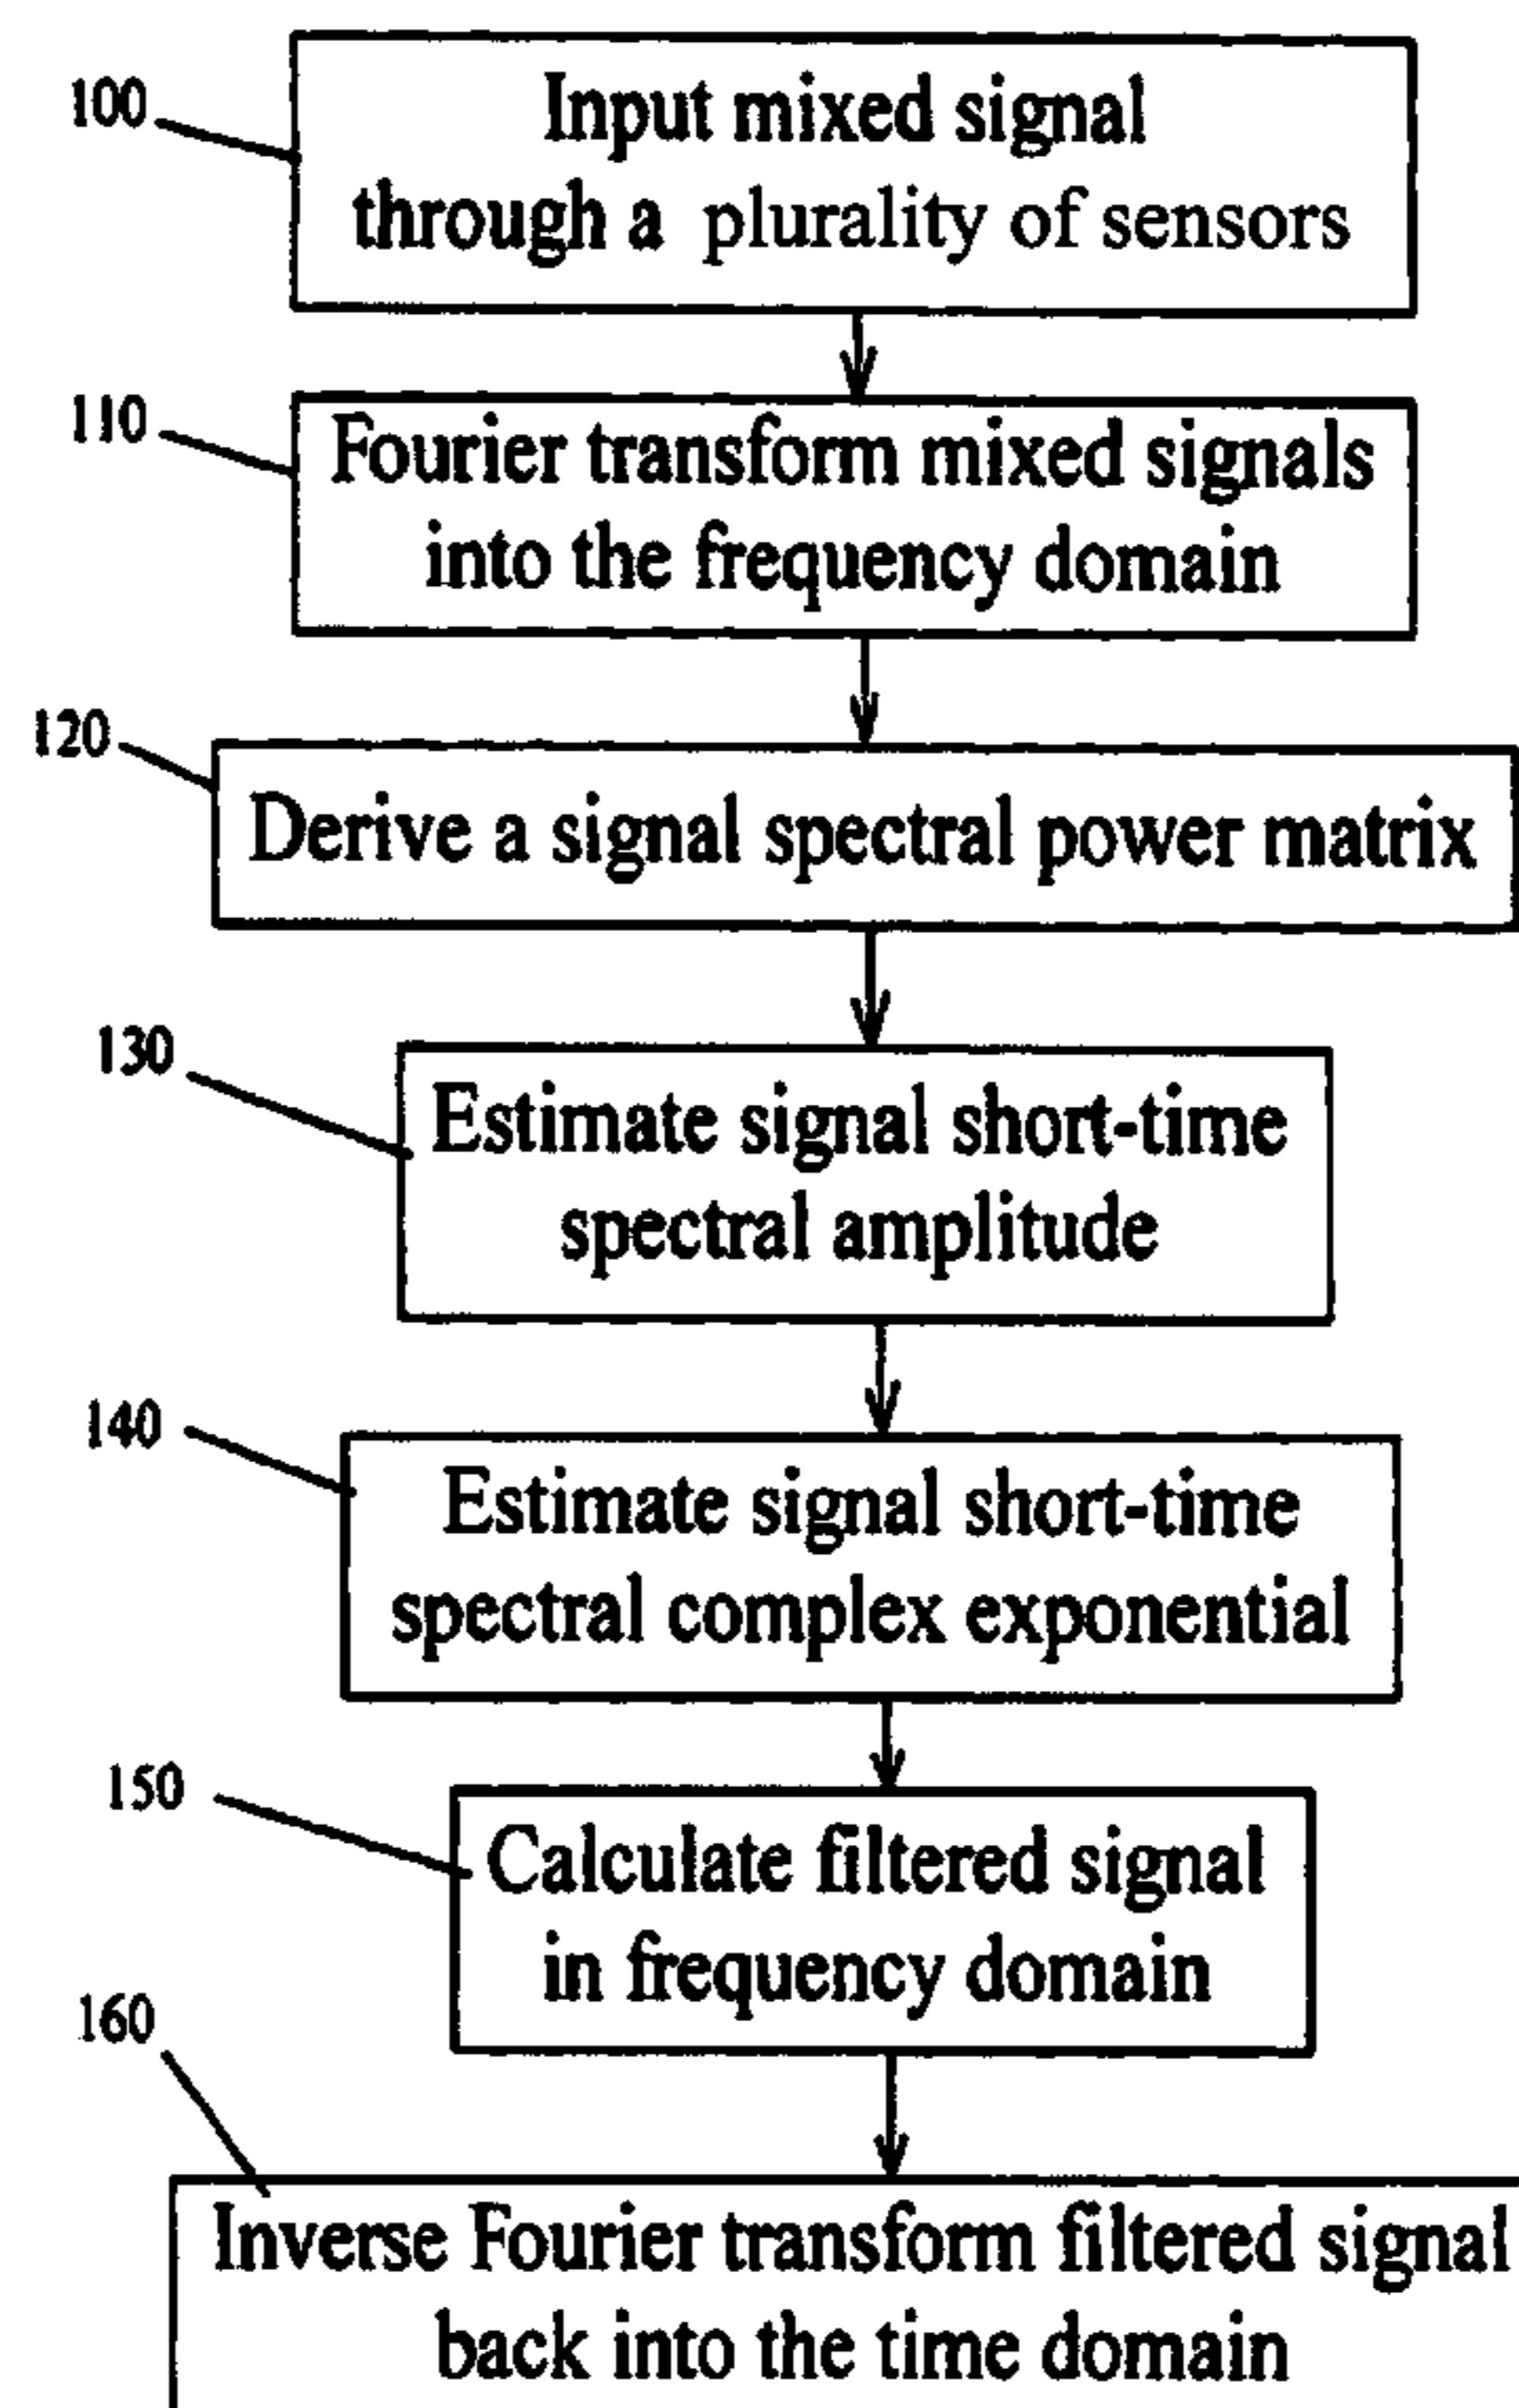 100
Input mixed signal
through a plurality of sensors
110
Fourier transform mixed signals
into the frequency domain
120
Derive a signal spectral power matrix
130
Estimate signal short-time
spectral amplitude
140
Estimate signal short-time
spectral complex exponential
150
Calculate filtered signal
in frequency domain
160
Inverse Fourier transform filtered signal
back into the time domain